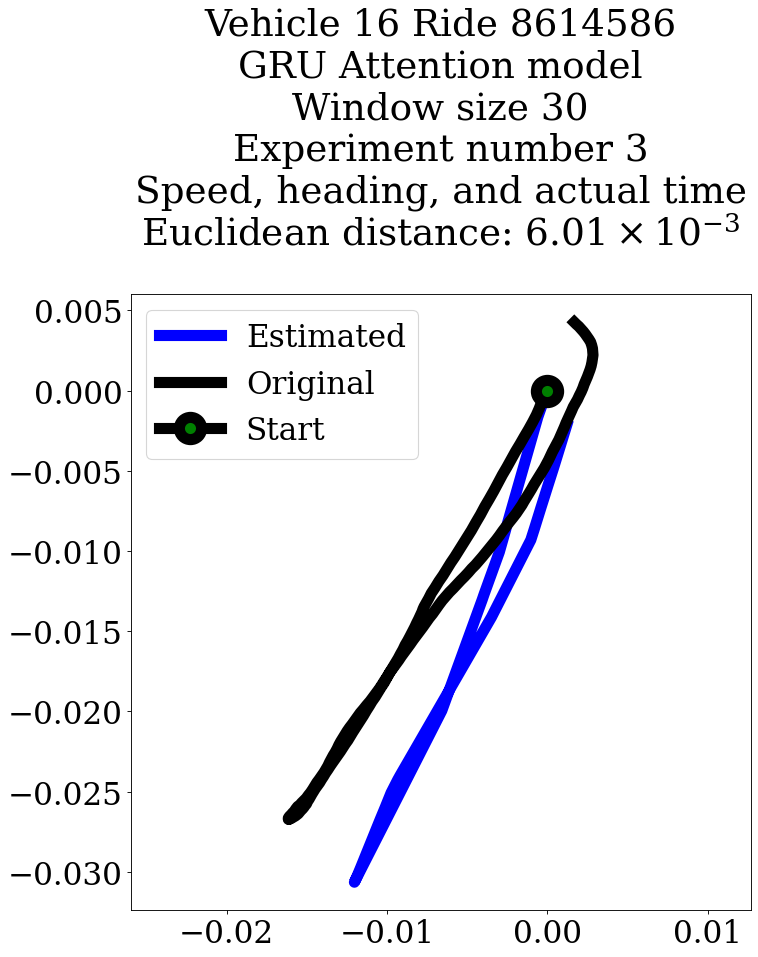 Vehicle 16 Ride 8614586
GRU Attention model
Window size 30
Experiment number 3
Speed, heading, and actual time
Euclidean distance: 6.01 × 10⁻³
Estimated
Original
Start
0.005
0.000
−0.005
−0.010
−0.015
−0.020
−0.025
−0.030
−0.02
−0.01
0.00
0.01